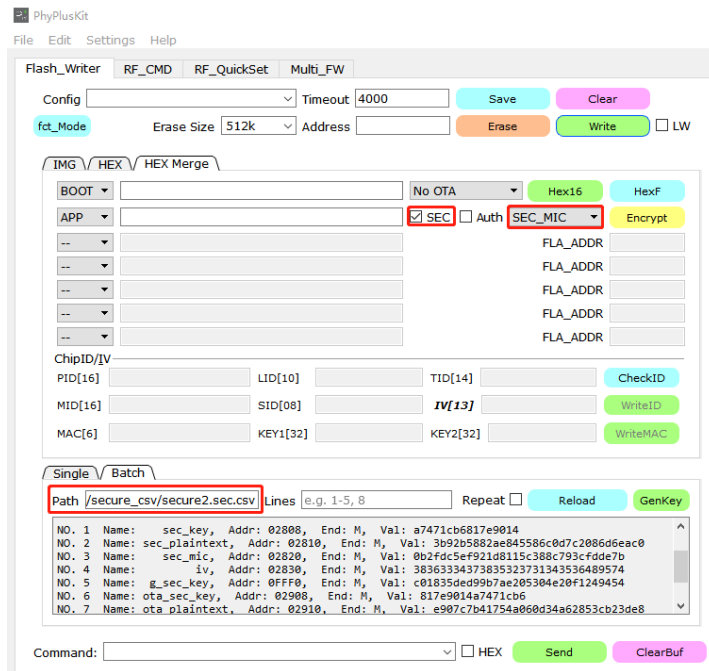 PhyPlusKit
File Edit Settings Help
Flash_Writer RF_CMD RF_QuickSet Multi_FW
Config Timeout 4000 Save Clear
fct_Mode Erase Size 512k Address Erase Write LW
IMG HEX HEX Merge
BOOT No OTA Hex16 HexF
APP SEC Auth SEC_MIC Encrypt
-- FLA_ADDR
-- FLA_ADDR
-- FLA_ADDR
-- FLA_ADDR
-- FLA_ADDR
ChipID/IV
PID[16] LID[10] TID[14] CheckID
MID[16] SID[08] IV[13] WriteID
MAC[6] KEY1[32] KEY2[32] WriteMAC
Single Batch
Path /secure_csv/secure2.sec.csv Lines e.g. 1-5, 8 Repeat Reload GenKey
NO. 1 Name: sec_key, Addr: 02808, End: M, Val: a7471cb6817e9014
NO. 2 Name: sec_plaintext, Addr: 02810, End: M, Val: 3b92b5882ae845586c0d7c2086d6eac0
NO. 3 Name: sec_mic, Addr: 02820, End: M, Val: 0b2fdc5ef921d8115c388c793cfdde7b
NO. 4 Name: iv, Addr: 02830, End: M, Val: 38363334373835323731343536489574
NO. 5 Name: g_sec_key, Addr: 0FFF0, End: M, Val: c01835ded99b7ae205304e20f1249454
NO. 6 Name: ota_sec_key, Addr: 02908, End: M, Val: 817e9014a7471cb6
NO. 7 Name: ota_plaintext, Addr: 02910, End: M, Val: e907c7b41754a060d34a62853cb23de8
Command: HEX Send ClearBuf